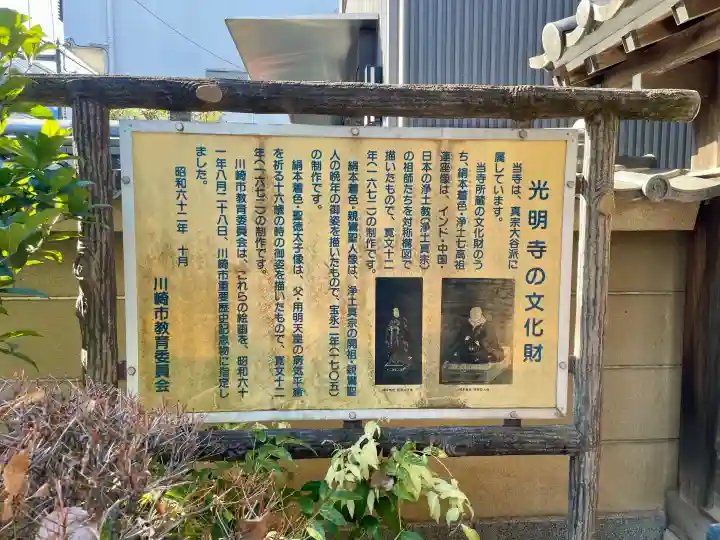 光明寺の文化財
当寺は、真宗大谷派に
属しています。
当寺所蔵の文化財のう
ち、絹本着色・浄土七高祖
連座像は、インド・中国・
日本の浄土教(浄土真宗)
の祖師たちを対称構図で
描いたもので、寛文十二
年(一六七二)の制作です。
絹本着色・親鸞聖人像は、浄土真宗の開祖・親鸞聖
人の晩年の御姿を描いたもので、宝永二年(一七〇五)
の制作です。
絹本着色・聖徳太子像は、父・用明天皇の病気平癒
を祈る十六歳の時の御姿を描いたもので、寛文十二
年(一六七二)の制作です。
川崎市教育委員会は、これらの絵画を、昭和六十
一年八月二十八日、川崎市重要歴史記念物に指定し
ました。
昭和六十二年 十月
川崎市教育委員会